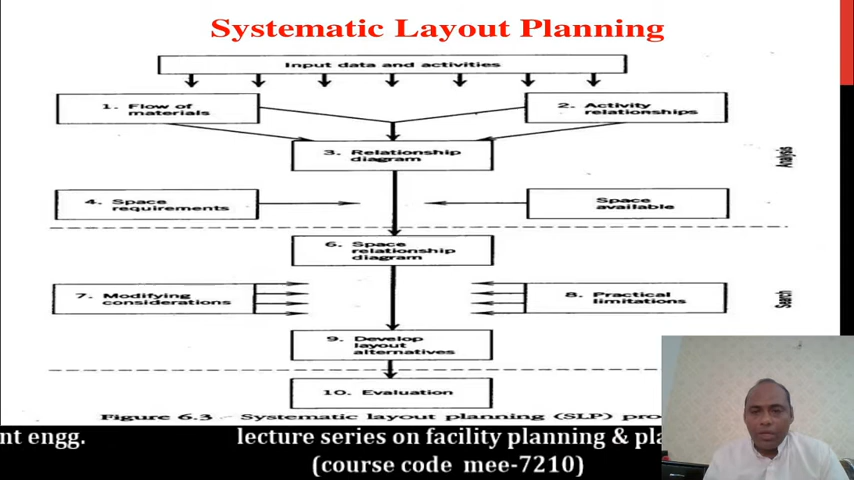 Systematic Layout Planning
Input data and activities
1. Flow of
materials
2. Activity
relationships
3. Relationship
diagram
Analysis
4. Space
requirements
Space
available
6. Space
relationship
diagram
7. Modifying
considerations
8. Practical
limitations
Search
9. Develop
layout
alternatives
10. Evaluation
Figure 6.3 Systematic layout planning (SLP) pro
nt engg. lecture series on facility planning & pla
(course code mee-7210)